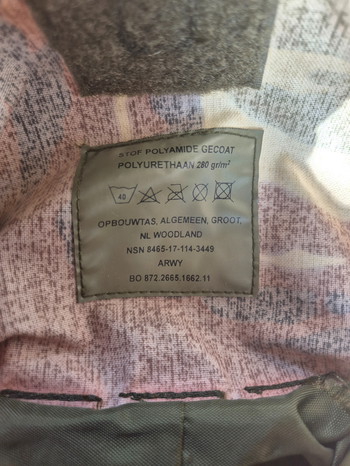 STOF POLYAMIDE GECOAT
POLYURETHAAN 280 gr/m²
40
OPBOUWTAS, ALGEMEEN, GROOT,
NL WOODLAND
NSN 8465-17-114-3449
ARWY
BO 872.2665.1662.11